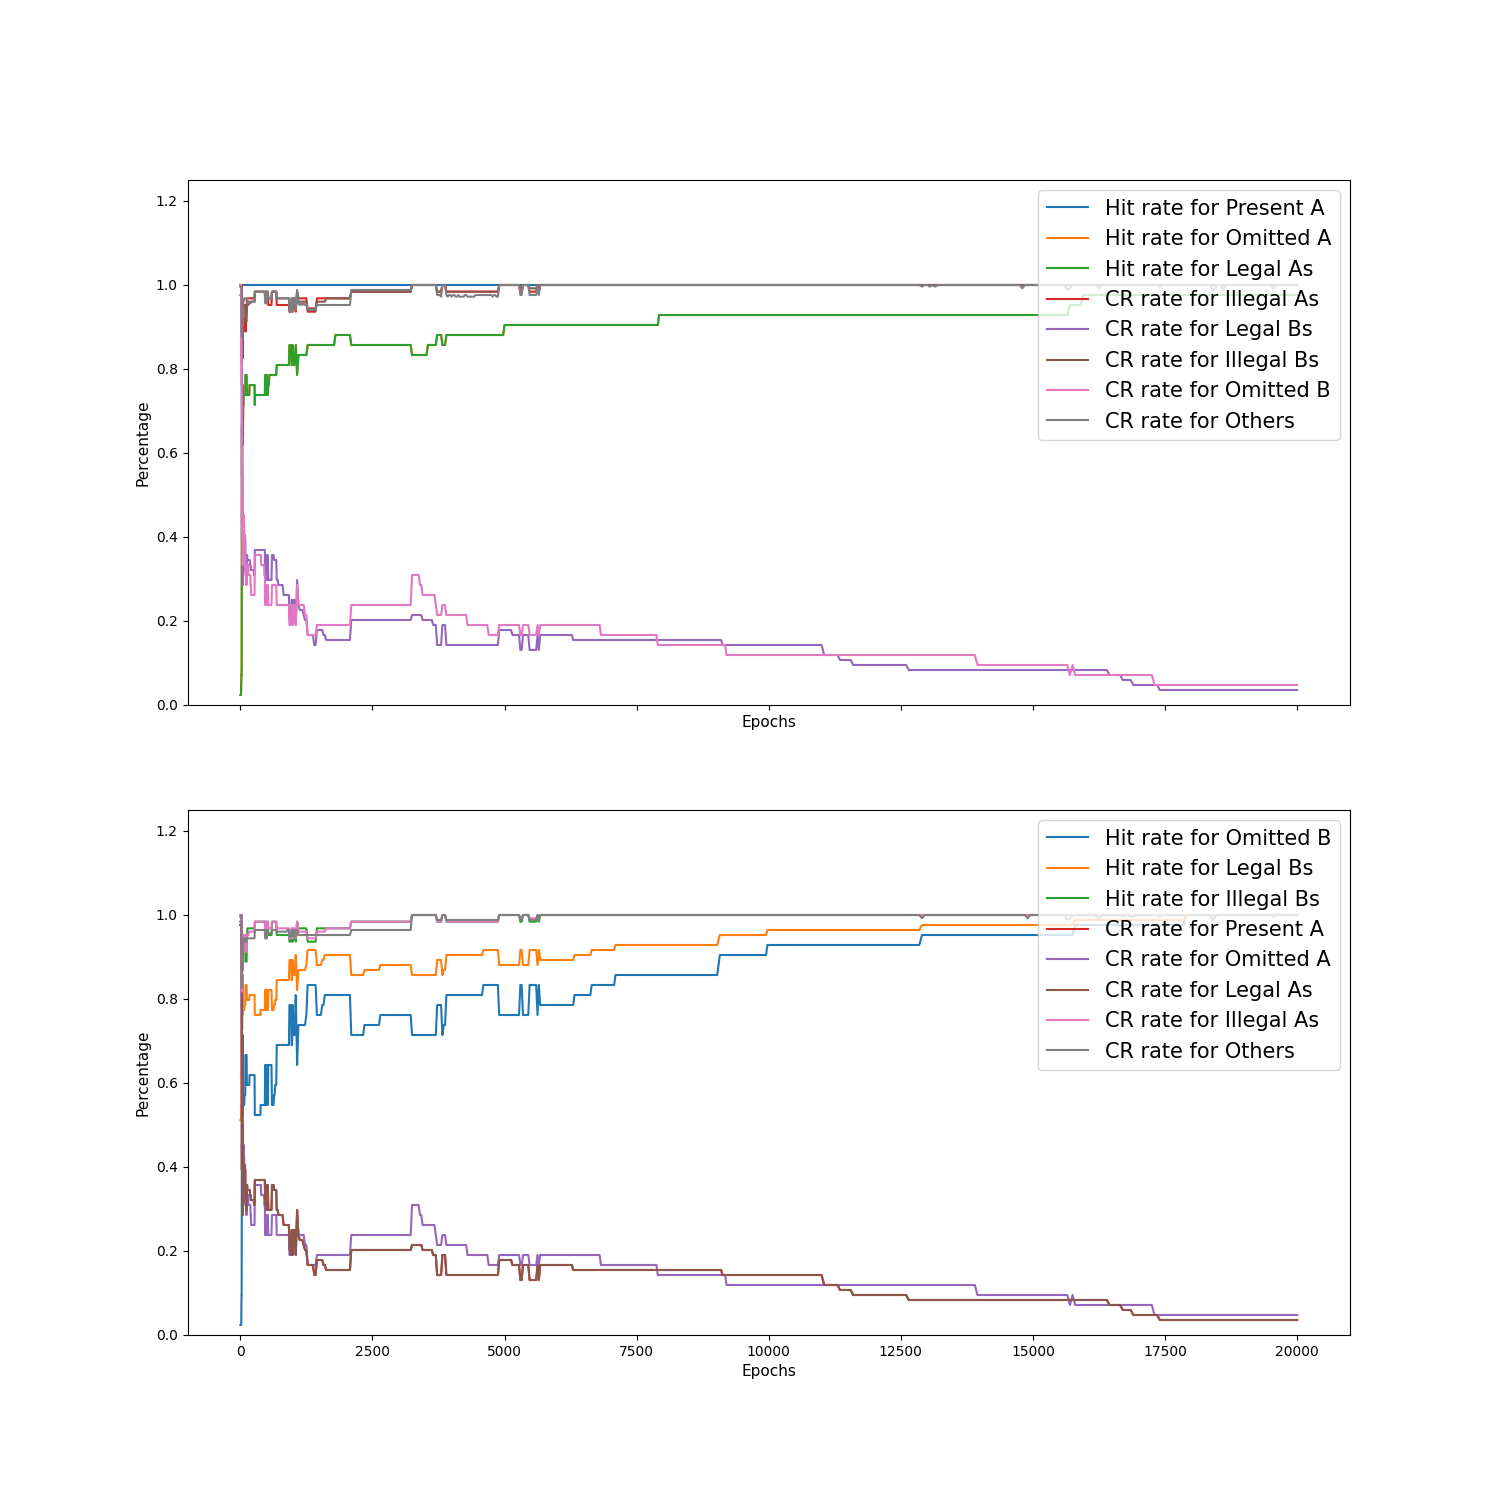 1.2
1.0
0.8
0.6
0.4
0.2
0.0
Percentage
Epochs
Hit rate for Present A
Hit rate for Omitted A
Hit rate for Legal As
CR rate for Illegal As
CR rate for Legal Bs
CR rate for Illegal Bs
CR rate for Omitted B
CR rate for Others
1.2
1.0
0.8
0.6
0.4
0.2
0.0
Percentage
0 2500 5000 7500 10000 12500 15000 17500 20000
Epochs
Hit rate for Omitted B
Hit rate for Legal Bs
Hit rate for Illegal Bs
CR rate for Present A
CR rate for Omitted A
CR rate for Legal As
CR rate for Illegal As
CR rate for Others